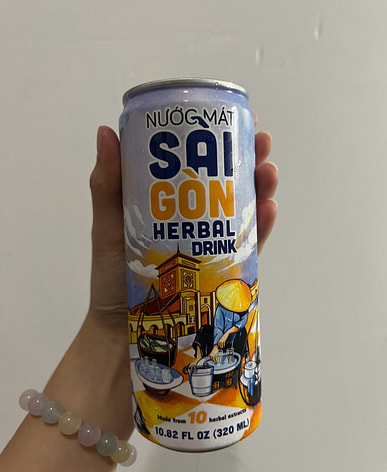 NƯỚC MÁT
SÀI
GÒN
HERBAL
DRINK
Made from 10 herbal extracts
10.82 FL OZ (320 ML)